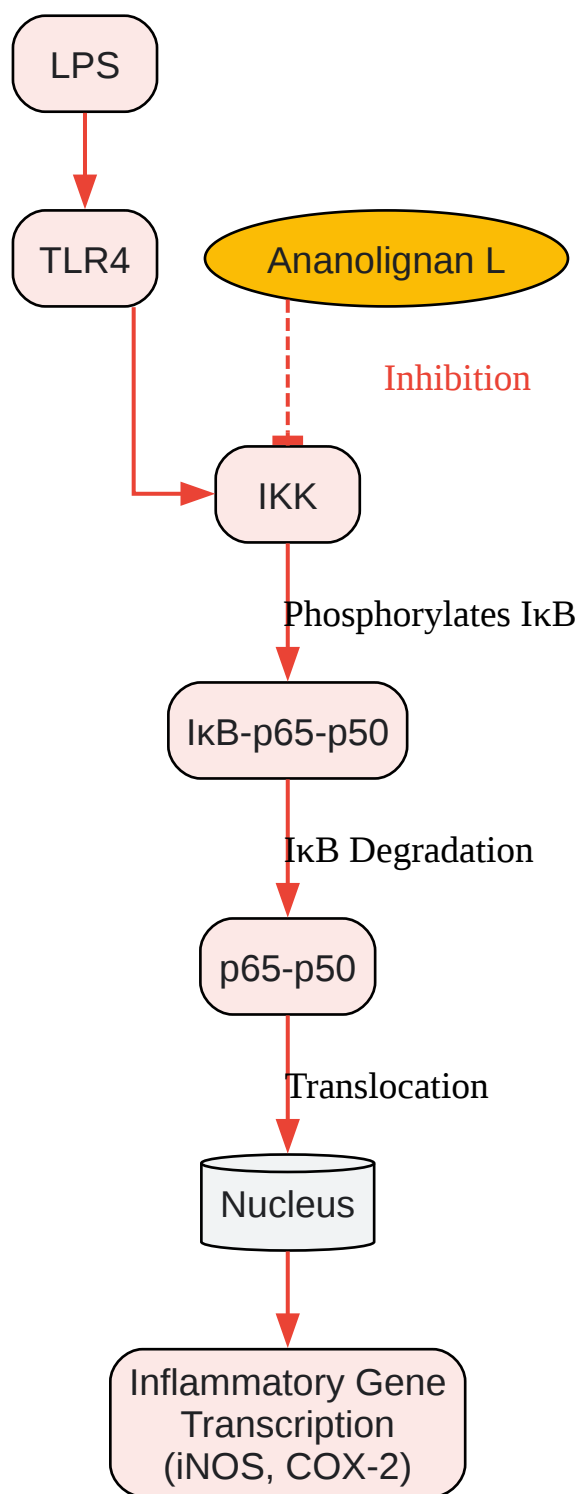 LPS
TLR4
Ananolignan L
Inhibition
IKK
Phosphorylates IκB
IκB-p65-p50
IκB Degradation
p65-p50
Translocation
Nucleus
Inflammatory Gene
Transcription
(iNOS, COX-2)